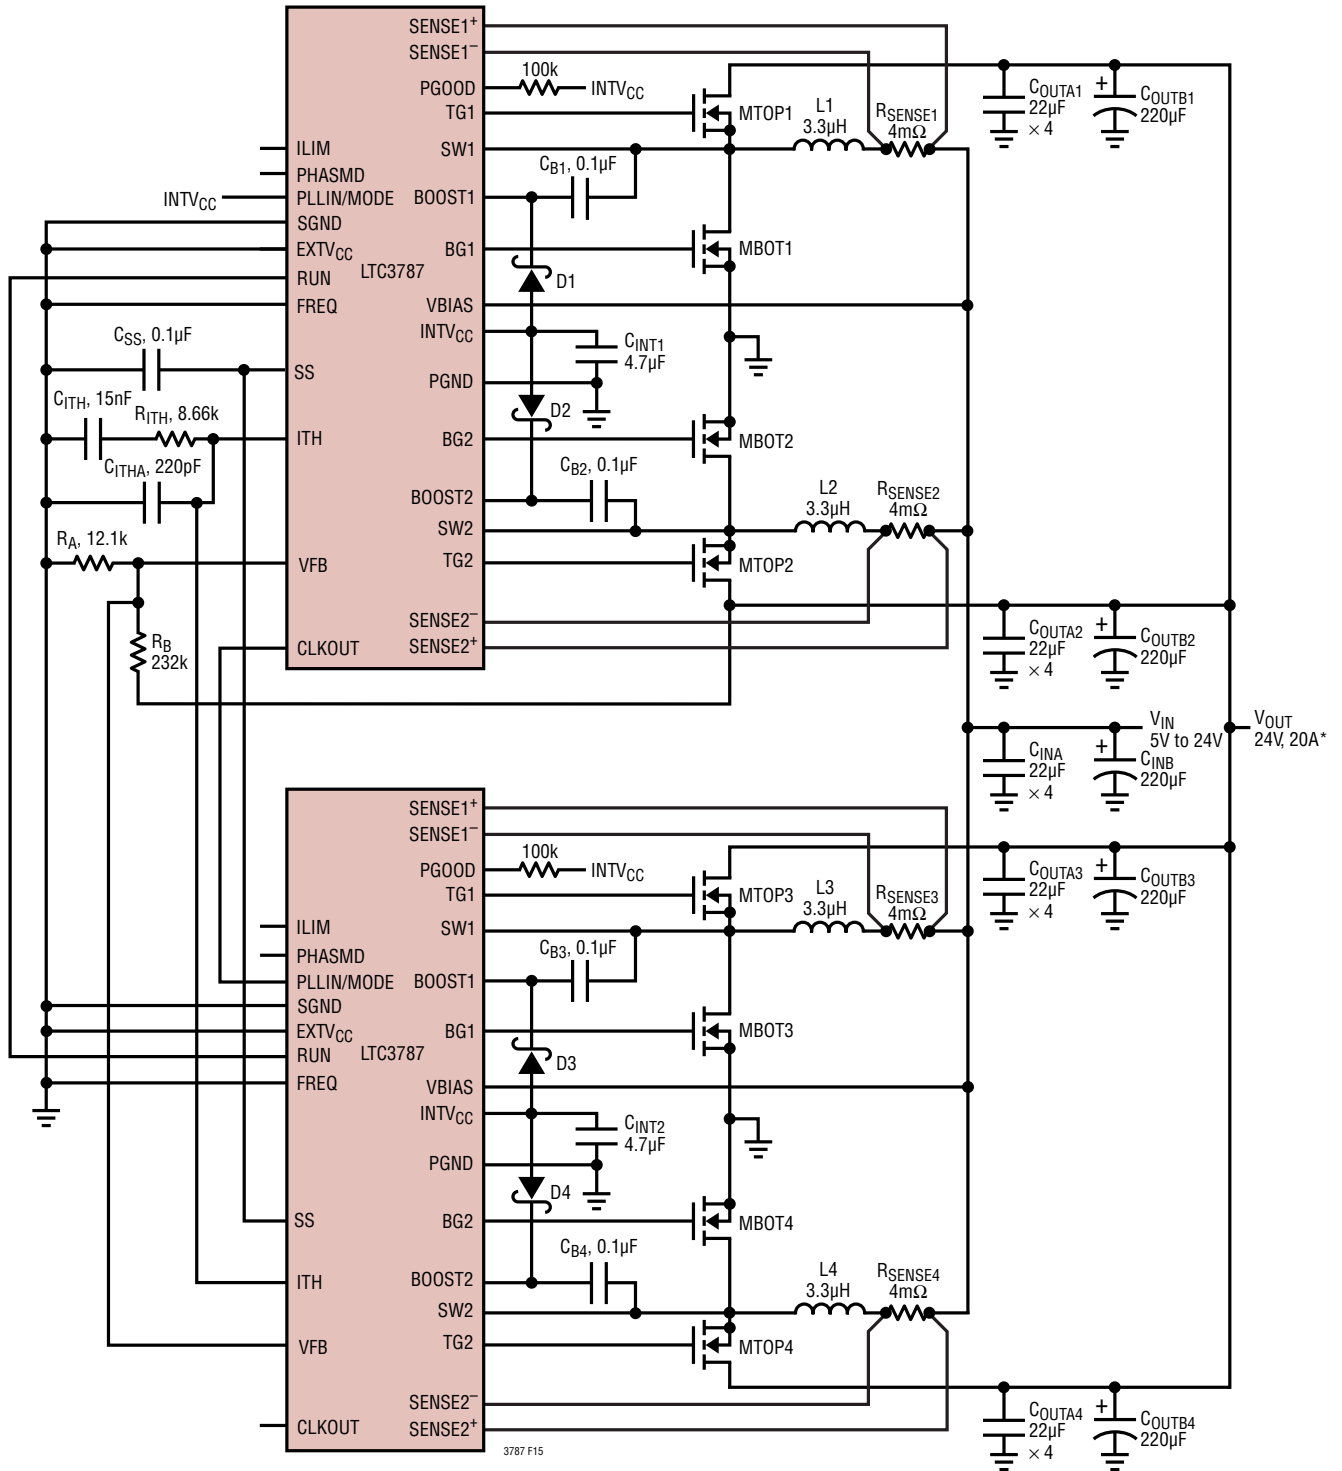 SENSE1+
SENSE1–
100k
PGOOD
INTVCC
TG1
MTOP1
L1
3.3µH
RSENSE1
4mΩ
COUTA1
22µF
× 4
+
COUTB1
220µF
ILIM
SW1
PHASMD
CB1, 0.1µF
INTVCC
PLLIN/MODE
BOOST1
SGND
EXTVCC
BG1
MBOT1
LTC3787
RUN
D1
FREQ
VBIAS
INTVCC
CSS, 0.1µF
CINT1
4.7µF
SS
PGND
CITH, 15nF
RITH, 8.66k
D2
ITH
BG2
MBOT2
CITHA, 220pF
CB2, 0.1µF
BOOST2
L2
3.3µH
RSENSE2
4mΩ
SW2
RA, 12.1k
VFB
TG2
MTOP2
SENSE2–
SENSE2+
RB
232k
CLKOUT
COUTA2
22µF
× 4
+
COUTB2
220µF
VIN
5V to 24V
VOUT
24V, 20A*
CINA
22µF
× 4
+
CINB
220µF
SENSE1+
SENSE1–
100k
PGOOD
INTVCC
TG1
MTOP3
L3
3.3µH
RSENSE3
4mΩ
COUTA3
22µF
× 4
+
COUTB3
220µF
ILIM
SW1
PHASMD
CB3, 0.1µF
PLLIN/MODE
BOOST1
SGND
EXTVCC
BG1
MBOT3
RUN
LTC3787
D3
FREQ
VBIAS
INTVCC
CINT2
4.7µF
PGND
D4
SS
BG2
MBOT4
CB4, 0.1µF
ITH
BOOST2
L4
3.3µH
RSENSE4
4mΩ
SW2
VFB
TG2
MTOP4
SENSE2–
SENSE2+
CLKOUT
COUTA4
22µF
× 4
+
COUTB4
220µF
3787 F15